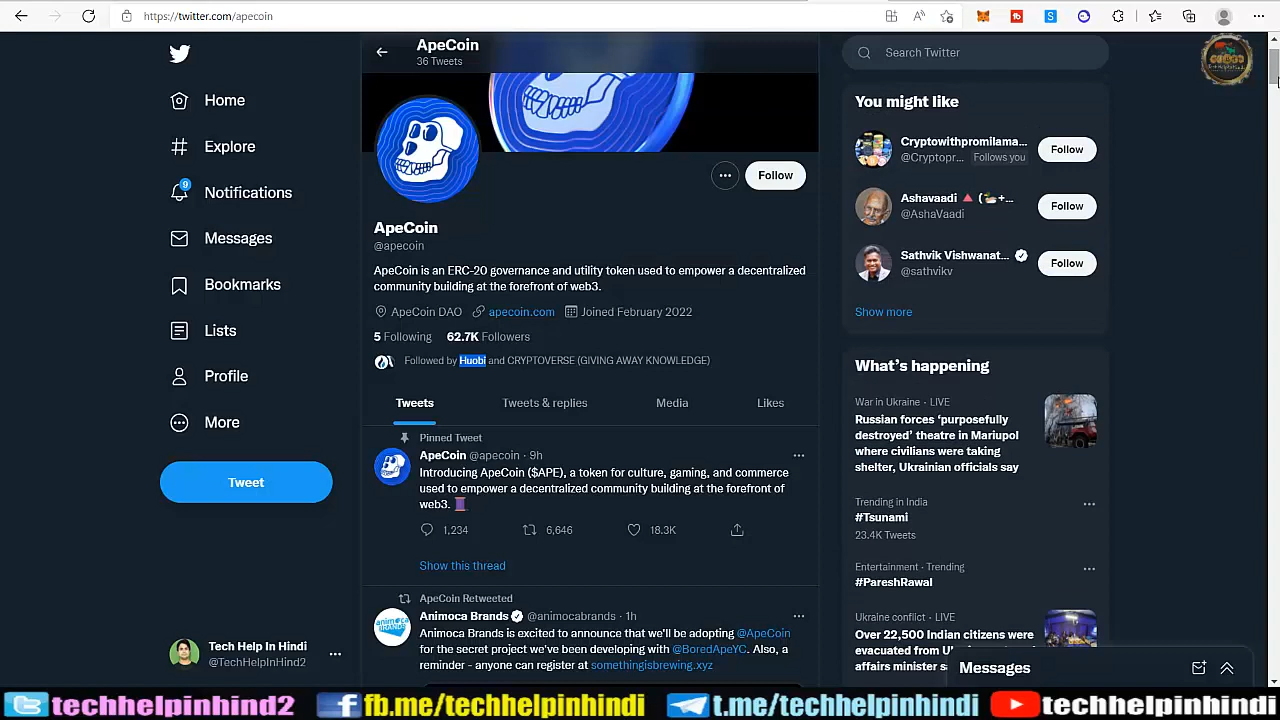 https://twitter.com/apecoin
ApeCoin
36 Tweets
Search Twitter
Home
Explore
9
Notifications
Messages
Bookmarks
Lists
Profile
More
Tweet
Tech Help In Hindi
@TechHelpInHind2
Follow
ApeCoin
@apecoin
ApeCoin is an ERC-20 governance and utility token used to empower a decentralized
community building at the forefront of web3.
ApeCoin DAO apecoin.com Joined February 2022
5 Following 62.7K Followers
Followed by Huobi and CRYPTOVERSE (GIVING AWAY KNOWLEDGE)
Tweets Tweets & replies Media Likes
Pinned Tweet
ApeCoin @apecoin · 9h
Introducing ApeCoin ($APE), a token for culture, gaming, and commerce
used to empower a decentralized community building at the forefront of
web3.
1,234 6,646 18.3K
Show this thread
ApeCoin Retweeted
Animoca Brands @animocabrands · 1h
Animoca Brands is excited to announce that we'll be adopting @ApeCoin
for the secret project we've been developing with @BoredApeYC. Also, a
reminder - anyone can register at somethingisbrewing.xyz
You might like
Cryptowithpromilama...
@Cryptopr... Follows you
Follow
Ashavaadi
@AshaVaadi
Follow
Sathvik Vishwanat...
@sathvikv
Follow
Show more
What's happening
War in Ukraine · LIVE
Russian forces 'purposefully
destroyed' theatre in Mariupol
where civilians were taking
shelter, Ukrainian officials say
Trending in India
#Tsunami
23.4K Tweets
Entertainment · Trending
#PareshRawal
Ukraine conflict · LIVE
Over 22,500 Indian citizens were
evacuated from
affairs minister
Messages
techhelpinhind2
fb.me/techhelpinhindi
t.me/techhelpinhindi
techhelpinhindi